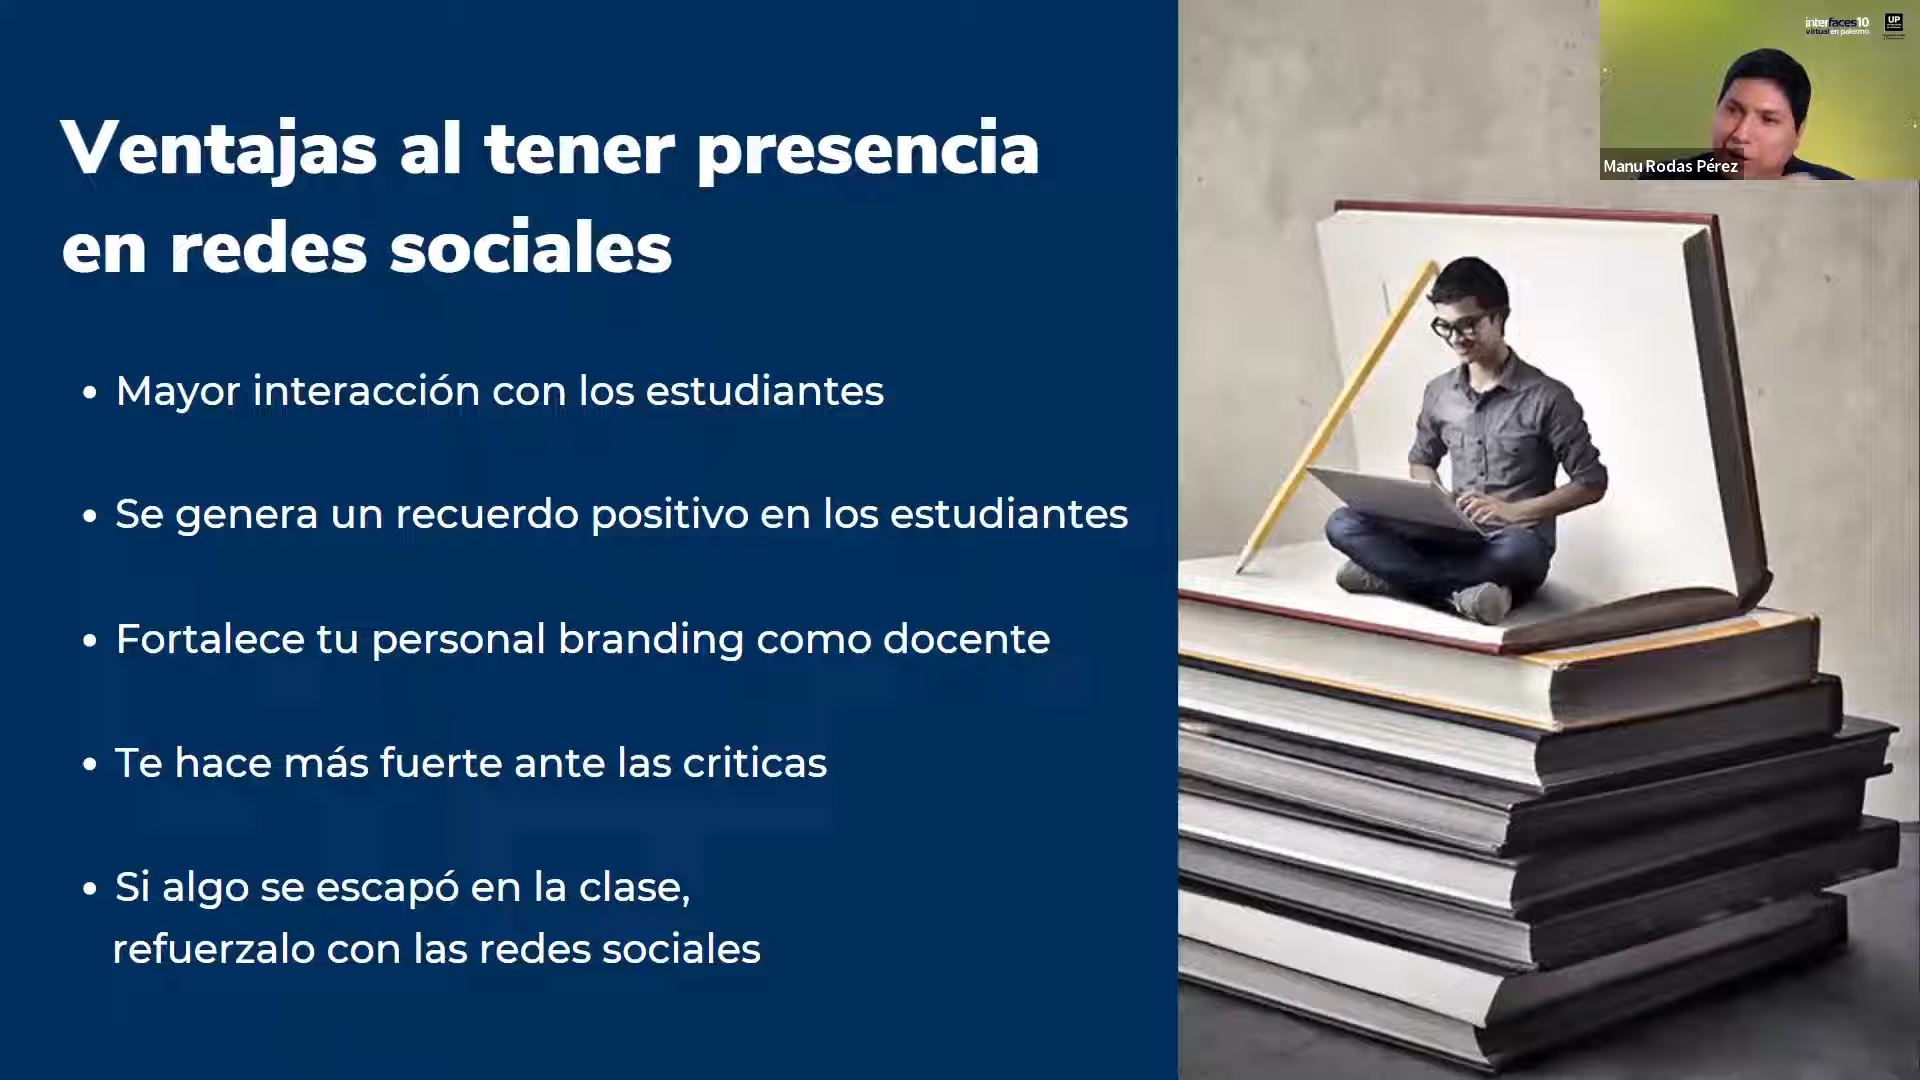 interfaces10
virtual en palermo
UP
Manu Rodas Pérez
Ventajas al tener presencia
en redes sociales
• Mayor interacción con los estudiantes
• Se genera un recuerdo positivo en los estudiantes
• Fortalece tu personal branding como docente
• Te hace más fuerte ante las criticas
• Si algo se escapó en la clase,
refuerzalo con las redes sociales